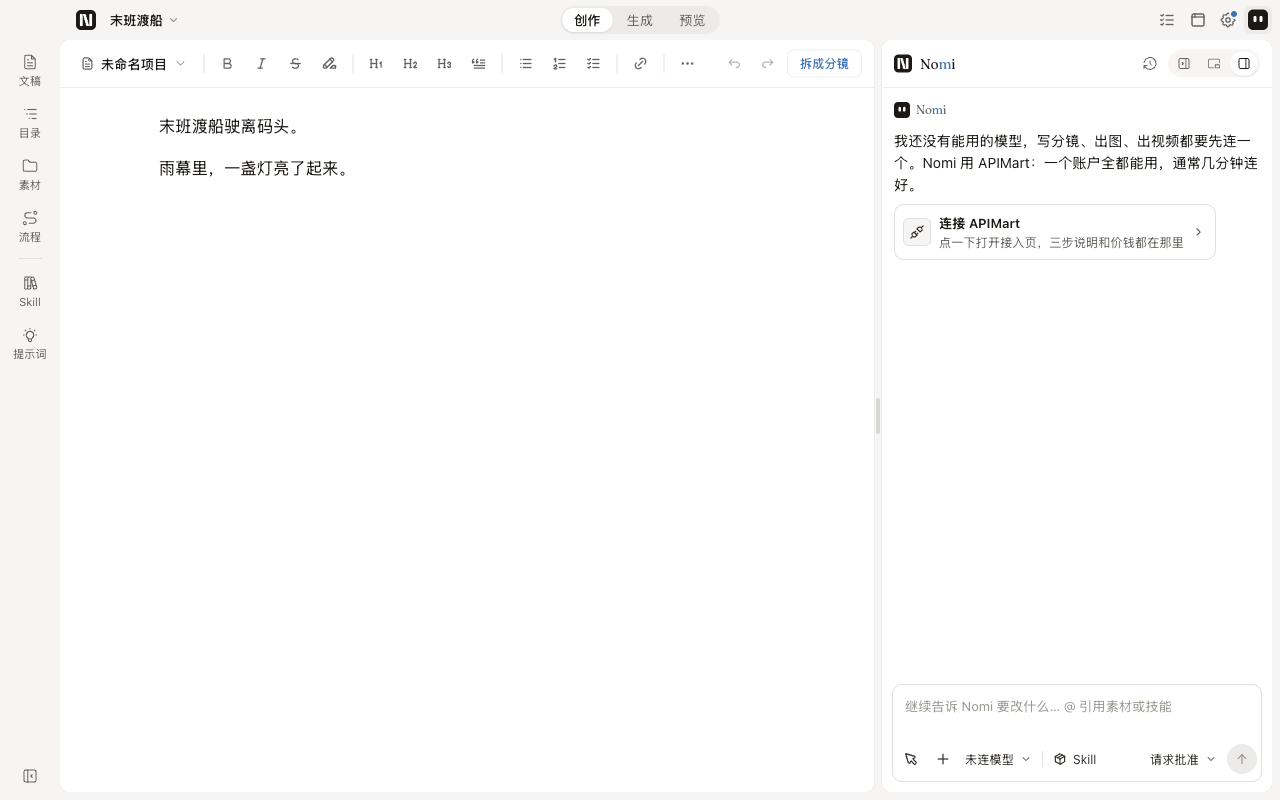 末班渡船
创作
生成
预览
文稿
目录
素材
流程
Skill
提示词
未命名项目
B
I
S
H1
H2
H3
拆成分镜
末班渡船驶离码头。
雨幕里，一盏灯亮了起来。
Nomi
Nomi
我还没有能用的模型，写分镜、出图、出视频都要先连一
个。Nomi 用 APIMart：一个账户全都能用，通常几分钟连
好。
连接 APIMart
点一下打开接入页，三步说明和价钱都在那里
继续告诉 Nomi 要改什么... @ 引用素材或技能
未连模型
Skill
请求批准